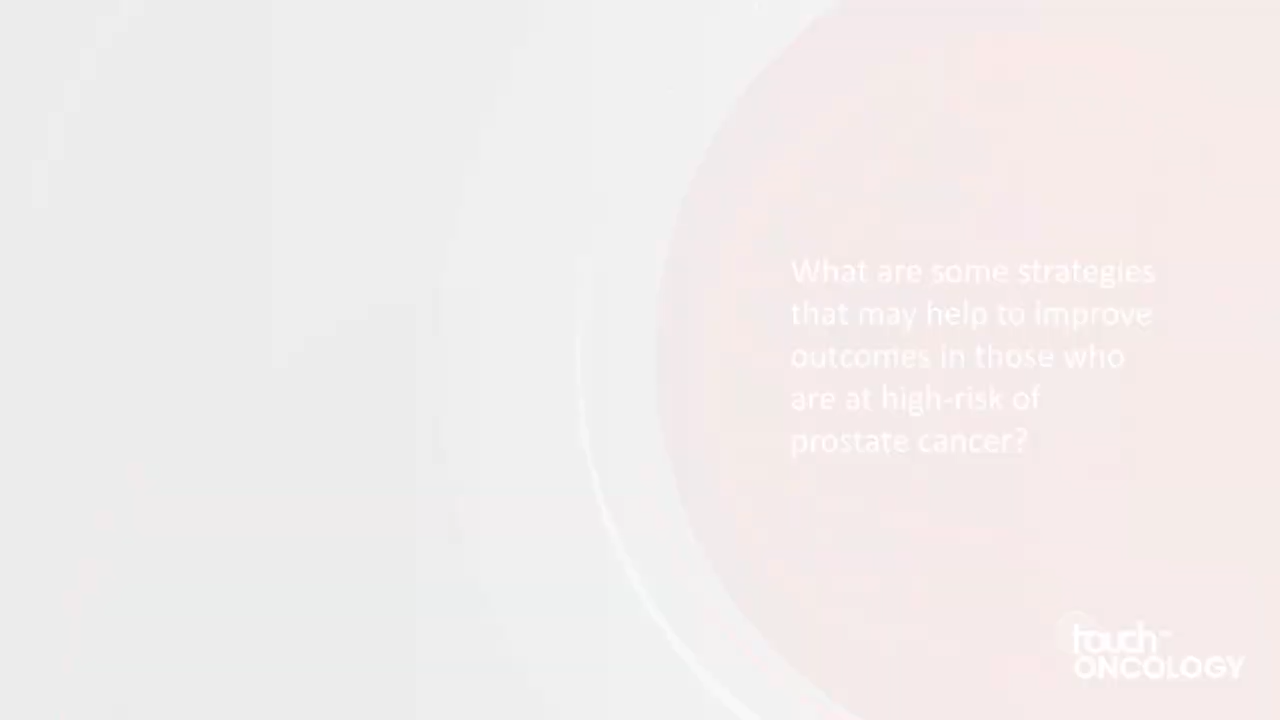 What are some strategies
that may help to improve
outcomes in those who
are at high-risk of
prostate cancer?
touch™
ONCOLOGY